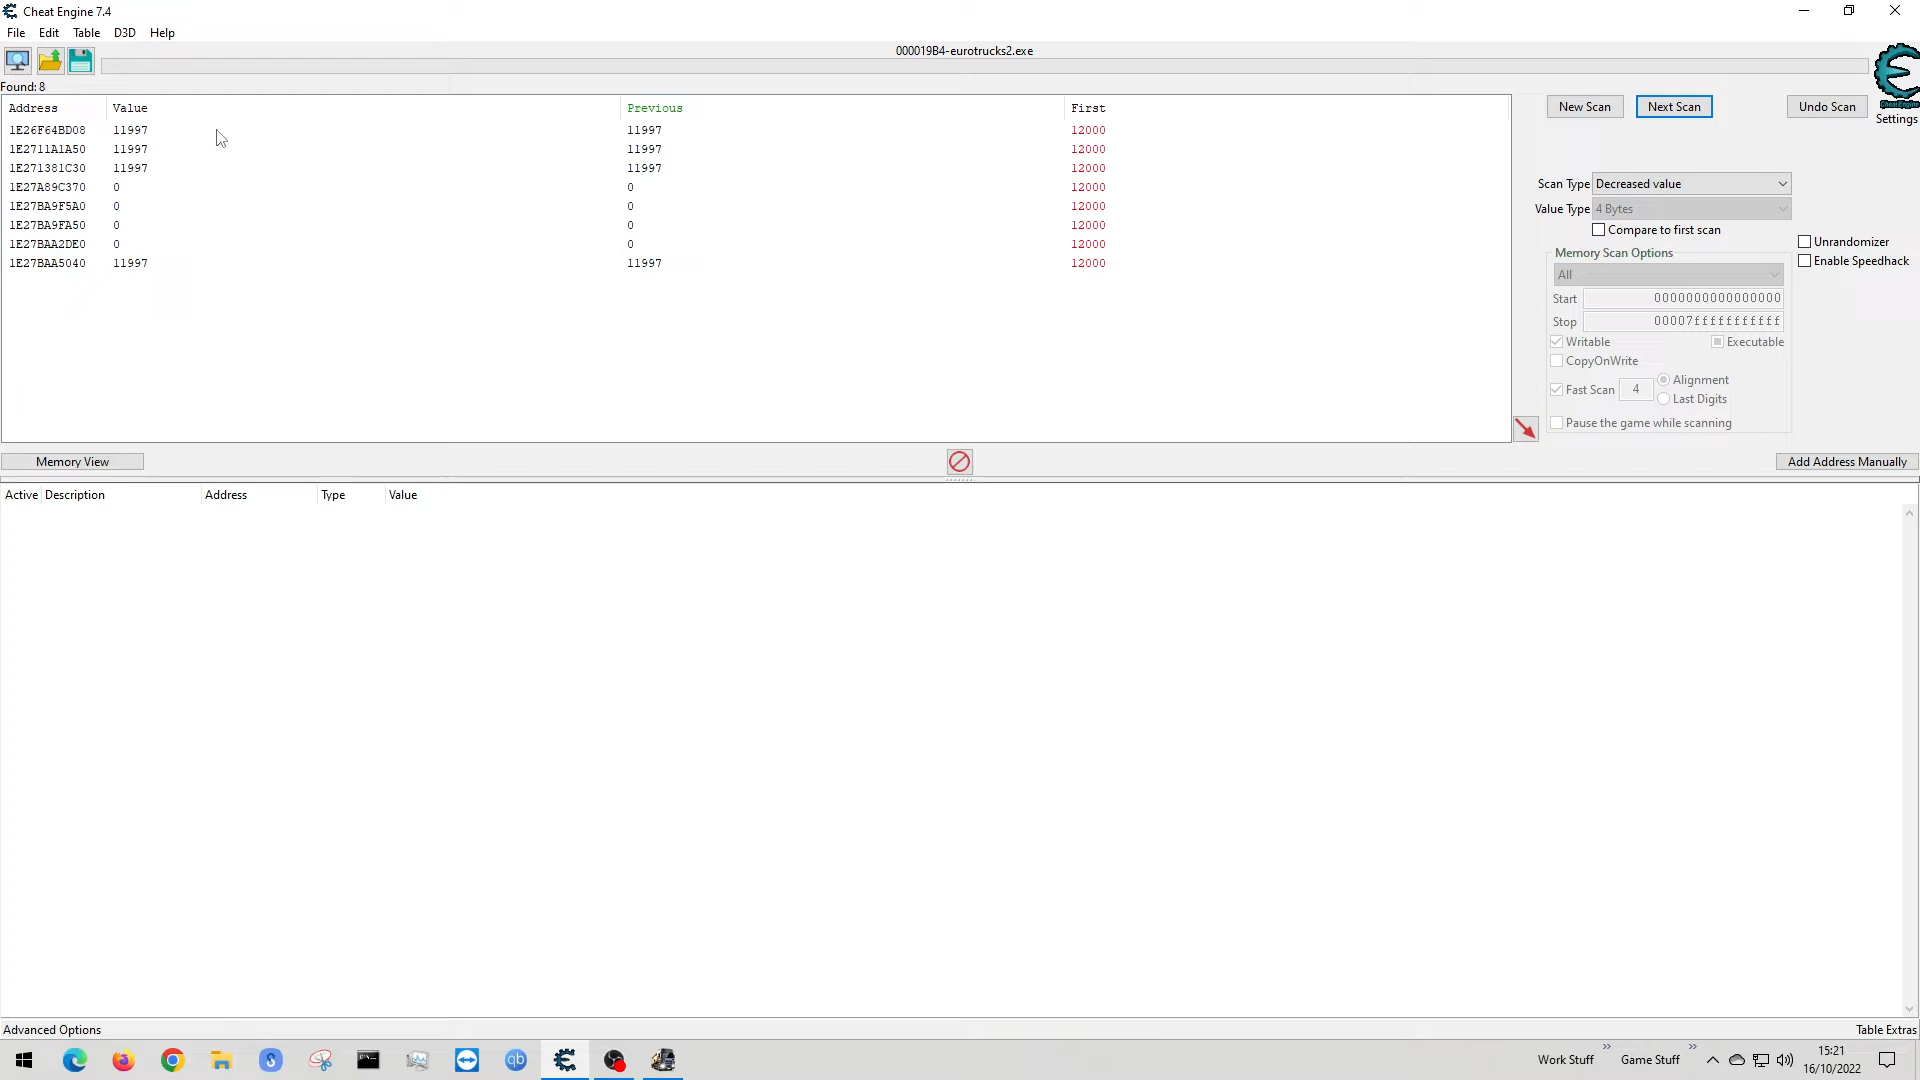 Cheat Engine 7.4
File Edit Table D3D Help
000019B4-eurotrucks2.exe
Found: 8
Address Value Previous First
1E26F64BD08 11997 11997 12000
1E2711A1A50 11997 11997 12000
1E271381C30 11997 11997 12000
1E27A89C370 0 0 12000
1E27BA9F5A0 0 0 12000
1E27BA9FA50 0 0 12000
1E27BAA2DE0 0 0 12000
1E27BAA5040 11997 11997 12000
New Scan Next Scan Undo Scan
Cheat Engine
Settings
Scan Type Decreased value
Value Type 4 Bytes
Compare to first scan
Unrandomizer
Enable Speedhack
Memory Scan Options
All
Start 0000000000000000
Stop 00007fffffffffff
Writable Executable
CopyOnWrite
Fast Scan 4 Alignment
Last Digits
Pause the game while scanning
Memory View Add Address Manually
Active Description Address Type Value
Advanced Options Table Extras
qb
Work Stuff » Game Stuff » 15:21
16/10/2022